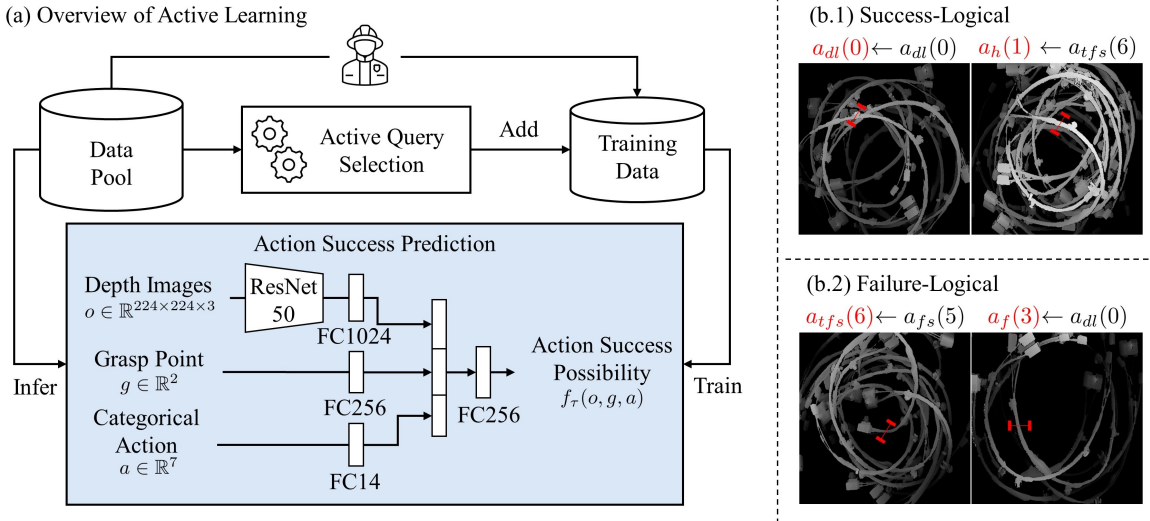 (a) Overview of Active Learning
Data
Pool
Active Query
Selection
Add
Training
Data
Action Success Prediction
Depth Images
o ∈ ℝ^{224×224×3}
ResNet
50
FC1024
Grasp Point
g ∈ ℝ^2
FC256
Categorical
Action
a ∈ ℝ^7
FC14
FC256
Action Success
Possibility
f_τ(o, g, a)
Infer
Train
(b.1) Success-Logical
a_{dl}(0) ← a_{dl}(0)
a_h(1) ← a_{tfs}(6)
(b.2) Failure-Logical
a_{tfs}(6) ← a_{fs}(5)
a_f(3) ← a_{dl}(0)